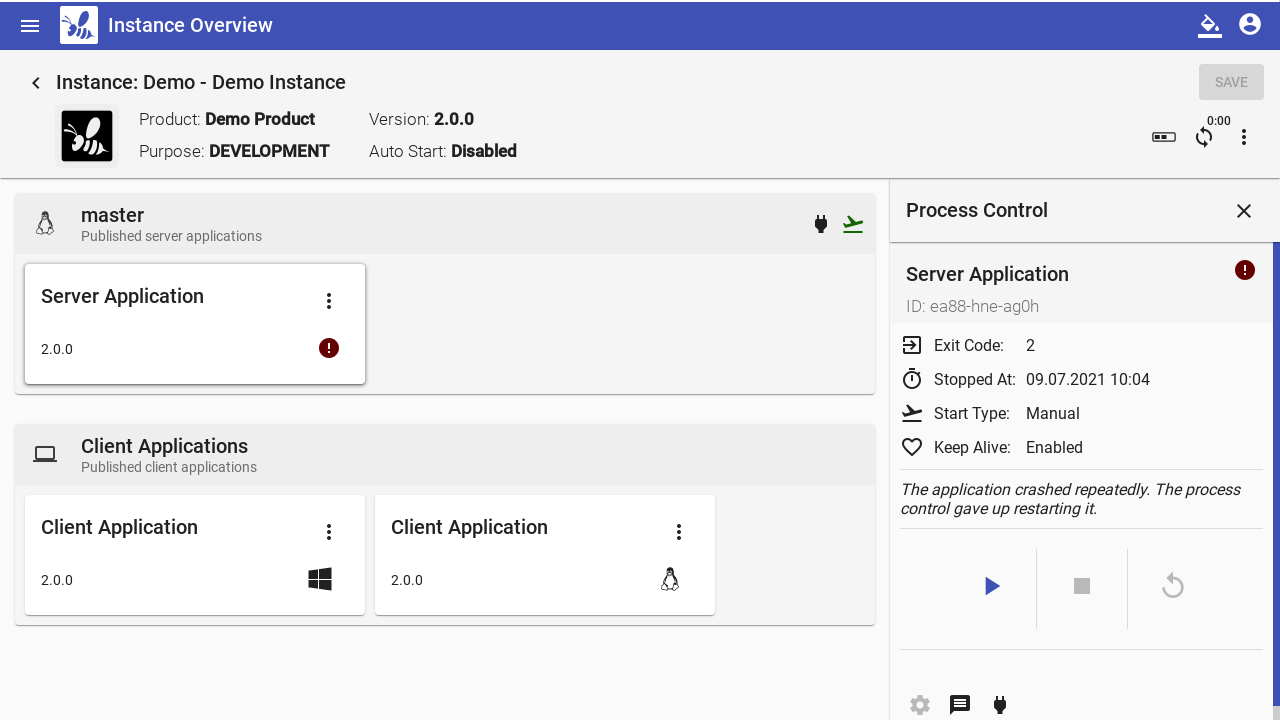 Instance Overview
Instance: Demo - Demo Instance
SAVE
Product: Demo Product
Version: 2.0.0
0:00
Purpose: DEVELOPMENT
Auto Start: Disabled
master
Published server applications
Server Application
2.0.0
Client Applications
Published client applications
Client Application
2.0.0
Client Application
2.0.0
Process Control
Server Application
ID: ea88-hne-ag0h
Exit Code: 2
Stopped At: 09.07.2021 10:04
Start Type: Manual
Keep Alive: Enabled
The application crashed repeatedly. The process
control gave up restarting it.